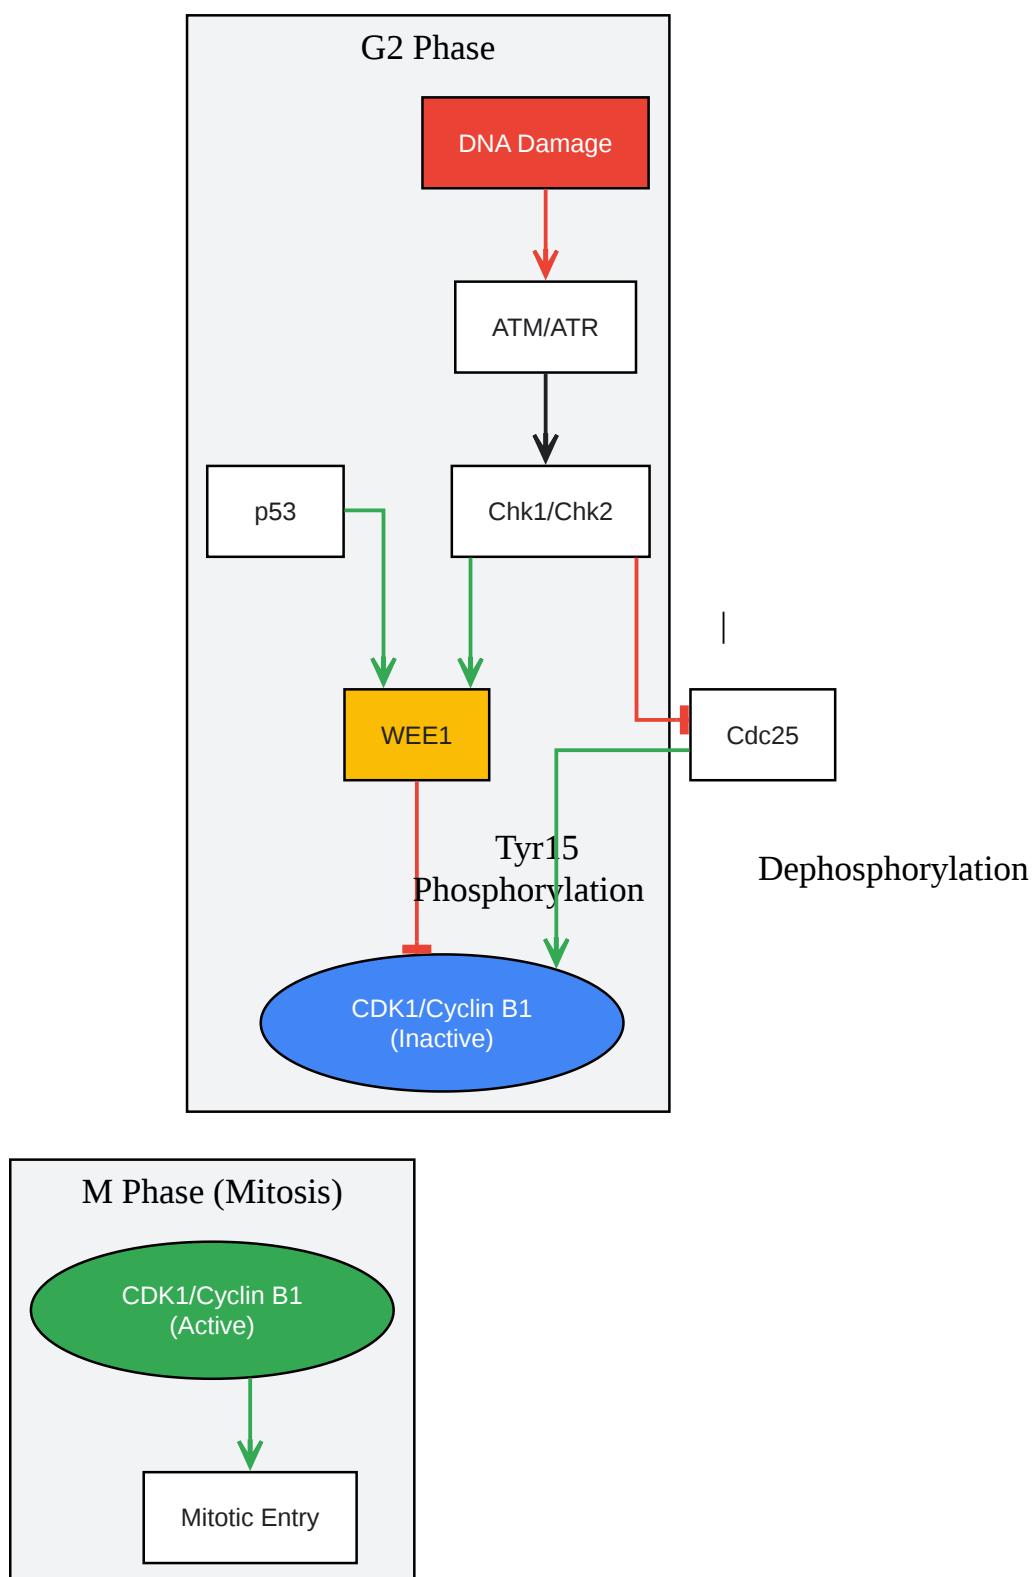 G2 Phase
DNA Damage
ATM/ATR
p53
Chk1/Chk2
|
WEE1
Cdc25
Tyr15
Phosphorylation
Dephosphorylation
CDK1/Cyclin B1
(Inactive)
M Phase (Mitosis)
CDK1/Cyclin B1
(Active)
Mitotic Entry